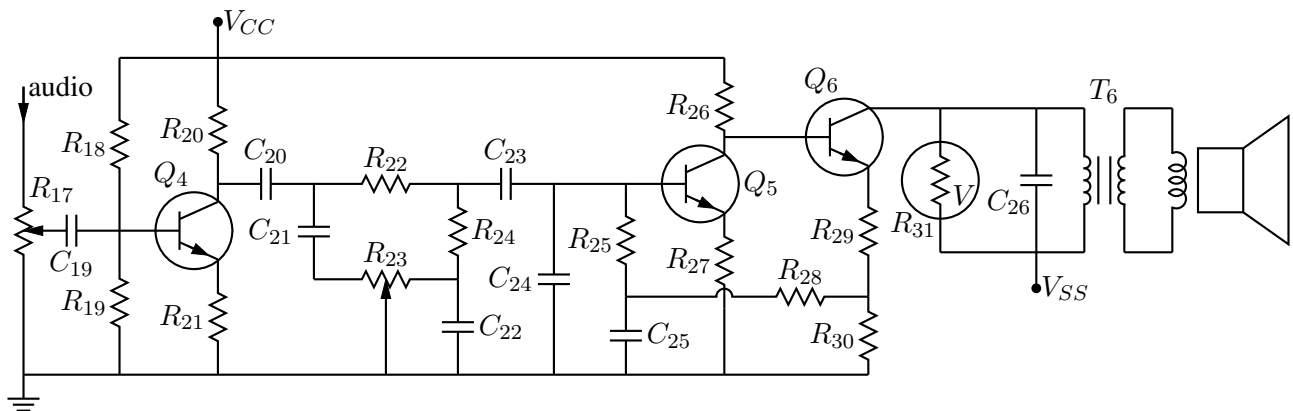 V_CC
audio
Q_6
T_6
R_26
R_18
R_20
C_20
R_22
C_23
Q_4
Q_5
R_17
V
C_26
R_31
C_21
R_24
R_25
R_29
C_19
R_23
R_27
R_28
C_24
V_SS
R_19
R_21
C_22
C_25
R_30